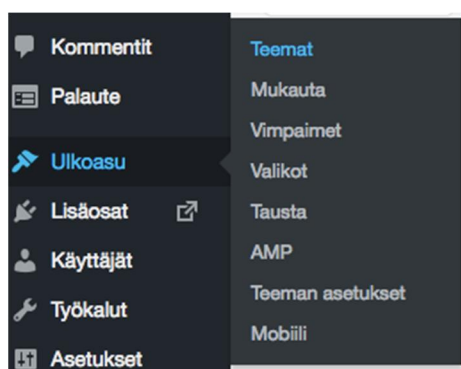 Kommentit
Palaute
Ulkoasu
Lisäosat
Käyttäjät
Työkalut
Asetukset
Teemat
Mukauta
Vimpaimet
Valikot
Tausta
AMP
Teeman asetukset
Mobiili